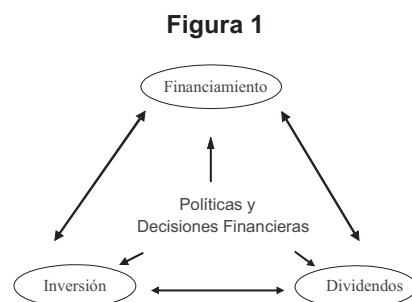 Figura 1
Financiamiento
Políticas y
Decisiones Financieras
Inversión
Dividendos